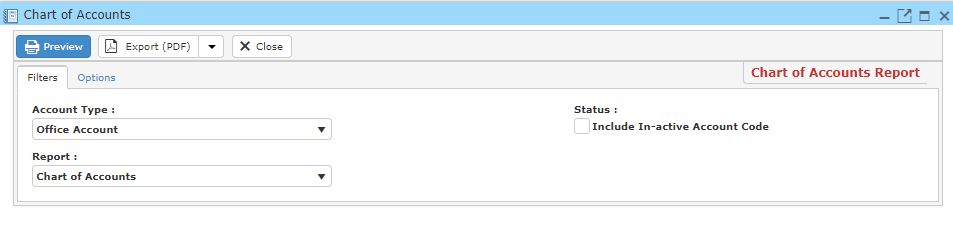 Chart of Accounts
Preview Export (PDF) Close
Filters Options Chart of Accounts Report
Account Type : Status :
Office Account Include In-active Account Code
Report :
Chart of Accounts